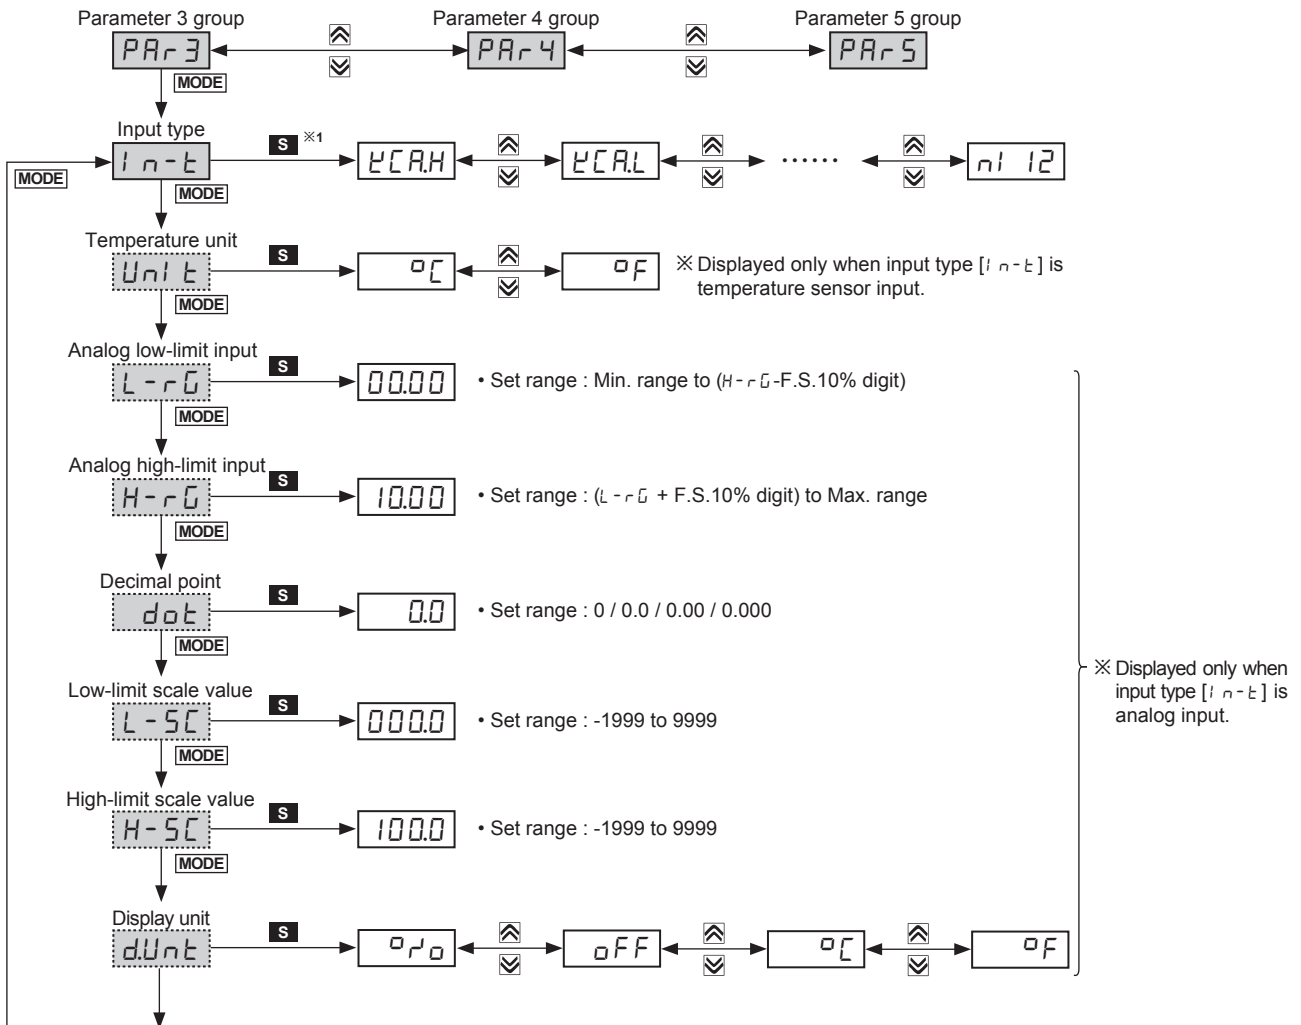 Parameter 3 group Parameter 4 group Parameter 5 group
PAr3 PAr4 PAr5
MODE
Input type
In-t S ※1 KCA.H KCA.L ...... nI 12
MODE
MODE
Temperature unit
UnIt S °C °F ※ Displayed only when input type [In-t] is
temperature sensor input.
MODE
Analog low-limit input
L-rG S 00.00 • Set range : Min. range to (H-rG-F.S.10% digit)
MODE
Analog high-limit input
H-rG S 10.00 • Set range : (L-rG + F.S.10% digit) to Max. range
MODE
Decimal point
dot S 0.0 • Set range : 0 / 0.0 / 0.00 / 0.000
MODE
※ Displayed only when
input type [In-t] is
analog input.
Low-limit scale value
L-SC S 000.0 • Set range : -1999 to 9999
MODE
High-limit scale value
H-SC S 100.0 • Set range : -1999 to 9999
MODE
Display unit
d.Unt S o/o oFF °C °F